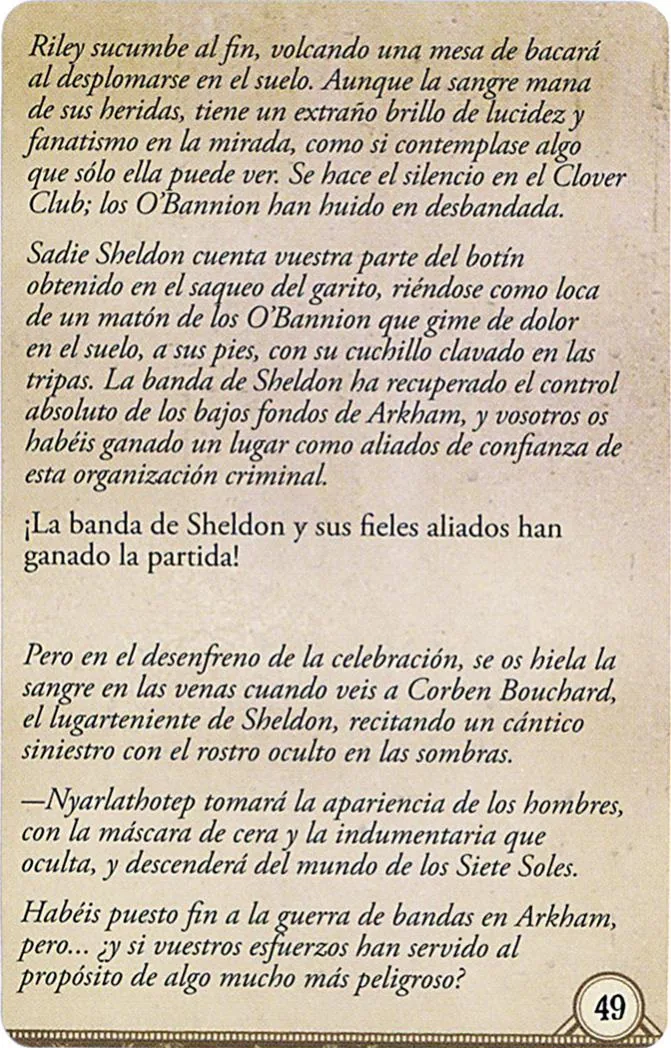 Riley sucumbe al fin, volcando una mesa de bacará
al desplomarse en el suelo. Aunque la sangre mana
de sus heridas, tiene un extraño brillo de lucidez y
fanatismo en la mirada, como si contemplase algo
que sólo ella puede ver. Se hace el silencio en el Clover
Club; los O'Bannion han huido en desbandada.
Sadie Sheldon cuenta vuestra parte del botín
obtenido en el saqueo del garito, riéndose como loca
de un matón de los O'Bannion que gime de dolor
en el suelo, a sus pies, con su cuchillo clavado en las
tripas. La banda de Sheldon ha recuperado el control
absoluto de los bajos fondos de Arkham, y vosotros os
habéis ganado un lugar como aliados de confianza de
esta organización criminal.
¡La banda de Sheldon y sus fieles aliados han
ganado la partida!
Pero en el desenfreno de la celebración, se os hiela la
sangre en las venas cuando veis a Corben Bouchard,
el lugarteniente de Sheldon, recitando un cántico
siniestro con el rostro oculto en las sombras.
—Nyarlathotep tomará la apariencia de los hombres,
con la máscara de cera y la indumentaria que
oculta, y descenderá del mundo de los Siete Soles.
Habéis puesto fin a la guerra de bandas en Arkham,
pero... ¿y si vuestros esfuerzos han servido al
propósito de algo mucho más peligroso?
49